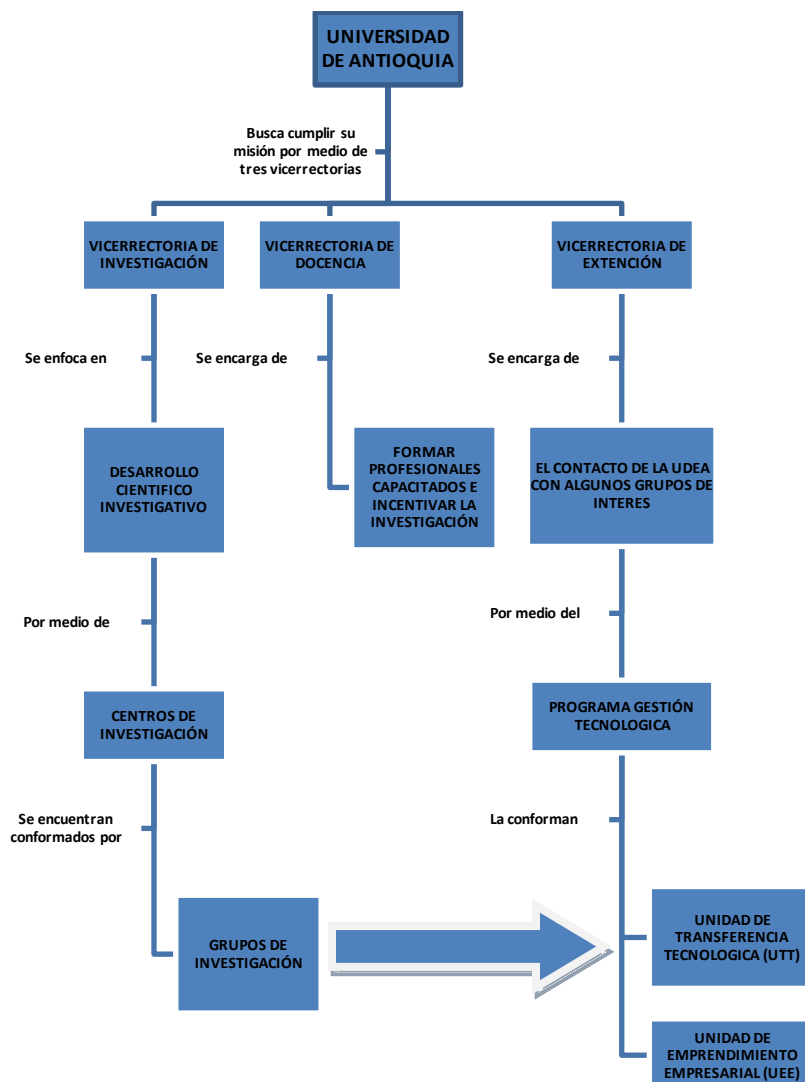 UNIVERSIDAD
DE ANTIOQUIA
Busca cumplir su
misión por medio de
tres vicerrectorias
VICERRECTORIA DE
INVESTIGACIÓN
VICERRECTORIA DE
DOCENCIA
VICERRECTORIA DE
EXTENCIÓN
Se enfoca en
Se encarga de
Se encarga de
DESARROLLO
CIENTIFICO
INVESTIGATIVO
FORMAR
PROFESIONALES
CAPACITADOS E
INCENTIVAR LA
INVESTIGACIÓN
EL CONTACTO DE LA UDEA
CON ALGUNOS GRUPOS DE
INTERES
Por medio de
Por medio del
CENTROS DE
INVESTIGACIÓN
PROGRAMA GESTIÓN
TECNOLOGICA
Se encuentran
conformados por
La conforman
GRUPOS DE
INVESTIGACIÓN
UNIDAD DE
TRANSFERENCIA
TECNOLOGICA (UTT)
UNIDAD DE
EMPRENDIMIENTO
EMPRESARIAL (UEE)